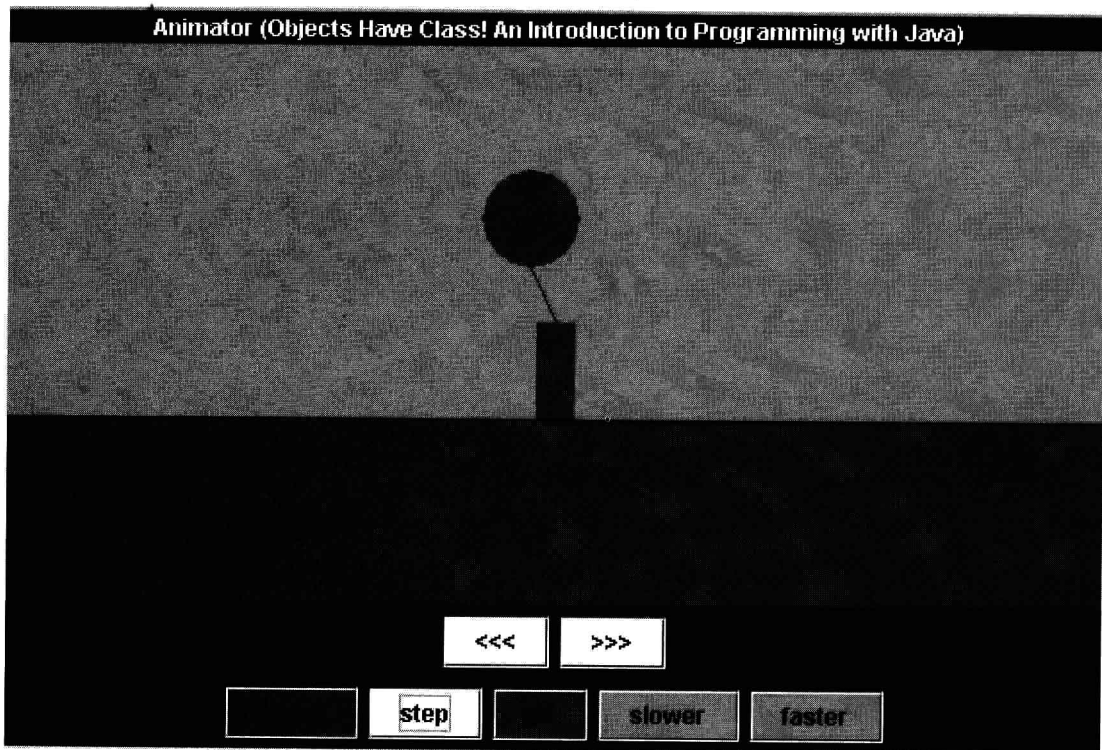 Animator (Objects Have Class! An Introduction to Programming with Java)
<<< >>>
step slower faster